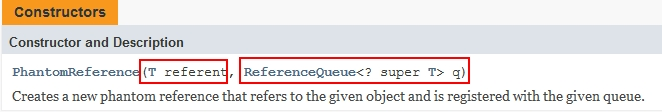 Constructors
Constructor and Description
PhantomReference(T referent, ReferenceQueue<? super T> q)
Creates a new phantom reference that refers to the given object and is registered with the given queue.